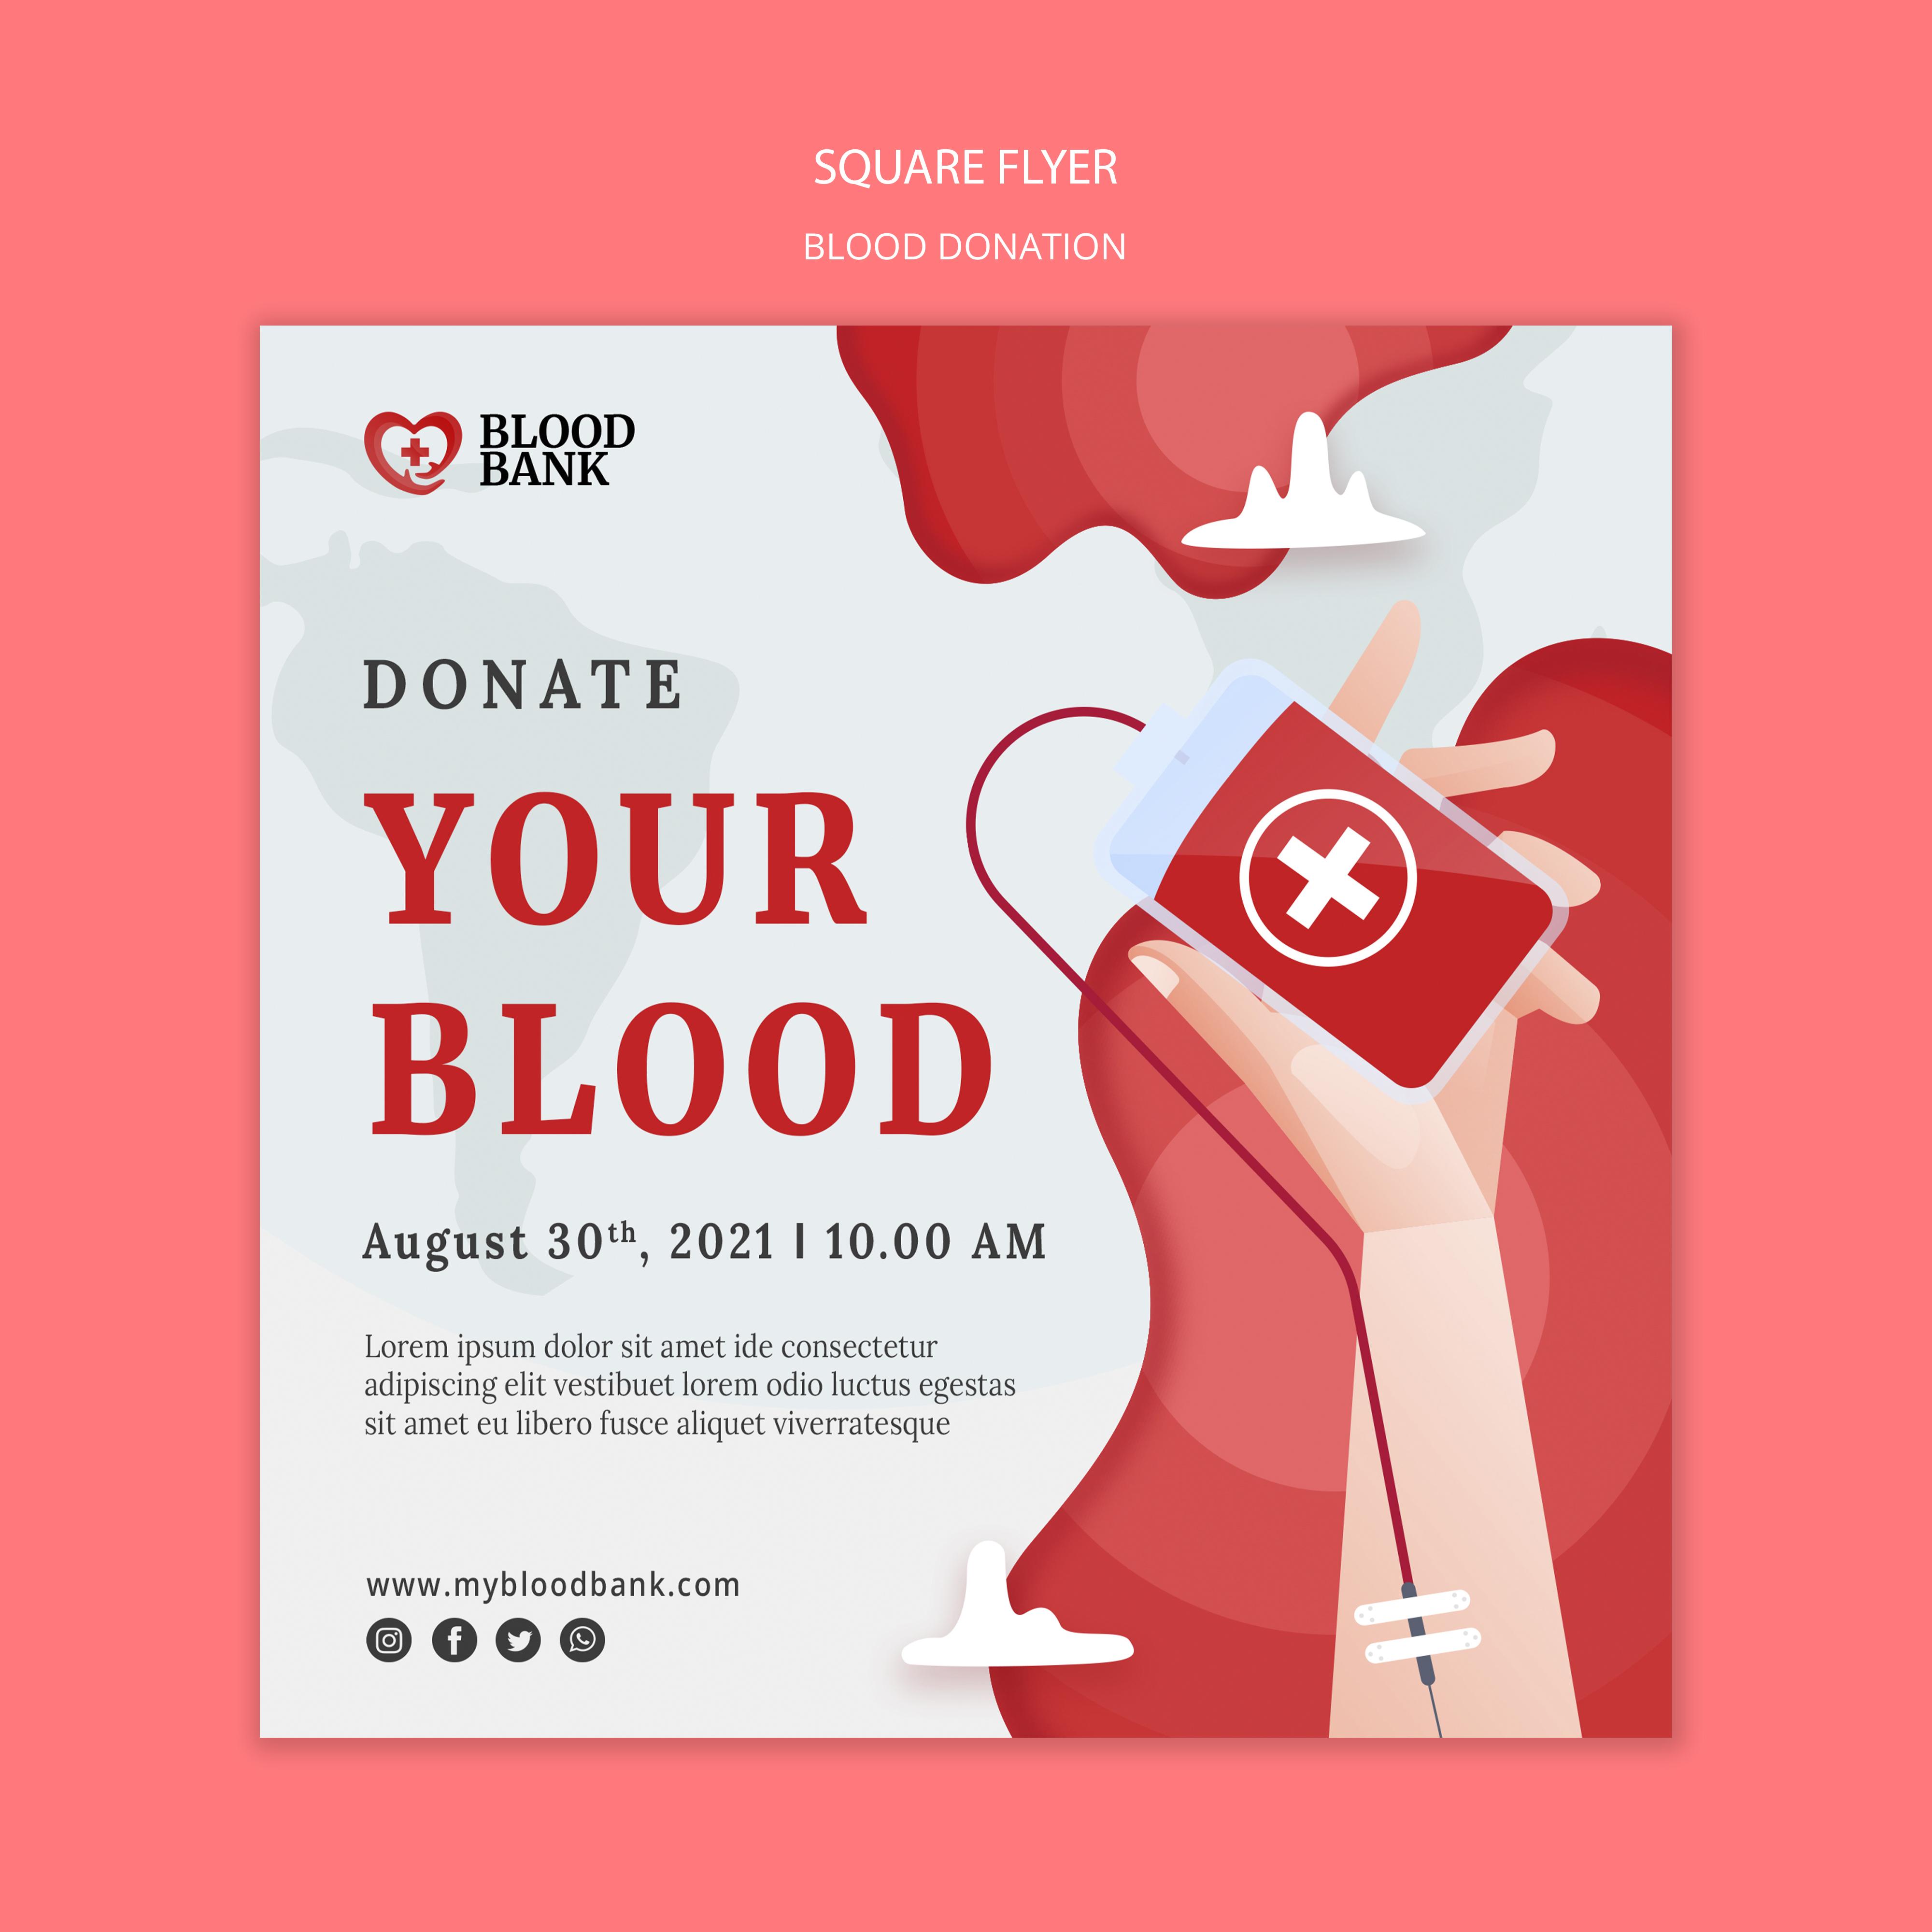 SQUARE FLYER
BLOOD DONATION
BLOOD
BANK
DONATE
YOUR
BLOOD
August 30th, 2021 I 10.00 AM
Lorem ipsum dolor sit amet ide consectetur
adipiscing elit vestibuet lorem odio luctus egestas
sit amet eu libero fusce aliquet viverratesque
www.mybloodbank.com